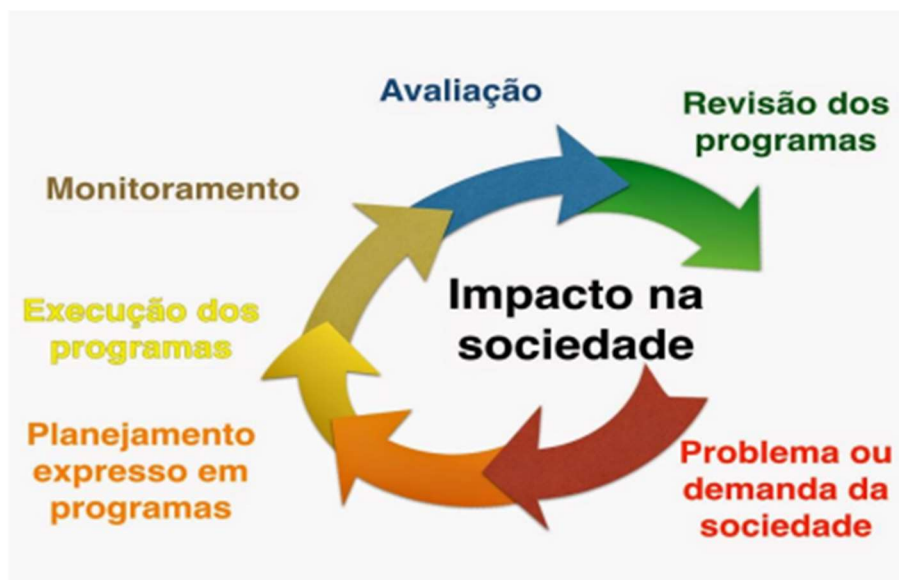 Avaliação
Revisão dos
programas
Monitoramento
Impacto na
sociedade
Execução dos
programas
Planejamento
expresso em
programas
Problema ou
demanda da
sociedade